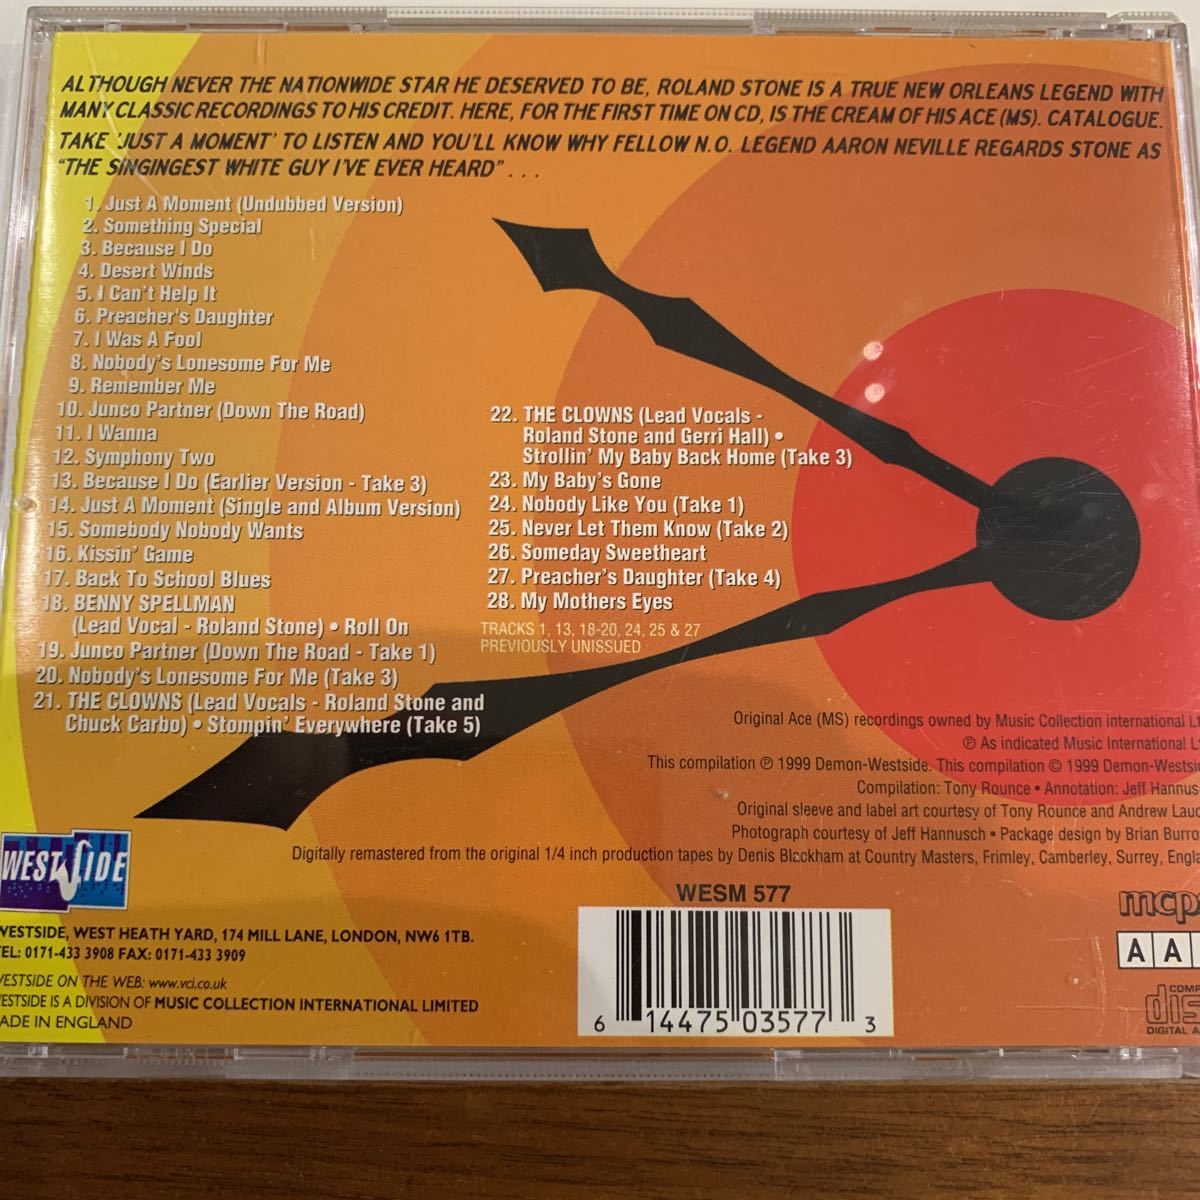 ALTHOUGH NEVER THE NATIONWIDE STAR HE DESERVED TO BE, ROLAND STONE IS A TRUE NEW ORLEANS LEGEND WITH
MANY CLASSIC RECORDINGS TO HIS CREDIT. HERE, FOR THE FIRST TIME ON CD, IS THE CREAM OF HIS ACE (MS). CATALOGUE.
TAKE 'JUST A MOMENT' TO LISTEN AND YOU'LL KNOW WHY FELLOW N.O. LEGEND AARON NEVILLE REGARDS STONE AS
"THE SINGINGEST WHITE GUY I'VE EVER HEARD" . . .
1. Just A Moment (Undubbed Version)
2. Something Special
3. Because I Do
4. Desert Winds
5. I Can't Help It
6. Preacher's Daughter
7. I Was A Fool
8. Nobody's Lonesome For Me
9. Remember Me
10. Junco Partner (Down The Road)
11. I Wanna
12. Symphony Two
13. Because I Do (Earlier Version - Take 3)
14. Just A Moment (Single and Album Version)
15. Somebody Nobody Wants
16. Kissin' Game
17. Back To School Blues
18. BENNY SPELLMAN
(Lead Vocal - Roland Stone) • Roll On
19. Junco Partner (Down The Road - Take 1)
20. Nobody's Lonesome For Me (Take 3)
21. THE CLOWNS (Lead Vocals - Roland Stone and
Chuck Carbo) • Stompin' Everywhere (Take 5)
22. THE CLOWNS (Lead Vocals -
Roland Stone and Gerri Hall) •
Strollin' My Baby Back Home (Take 3)
23. My Baby's Gone
24. Nobody Like You (Take 1)
25. Never Let Them Know (Take 2)
26. Someday Sweetheart
27. Preacher's Daughter (Take 4)
28. My Mothers Eyes
TRACKS 1, 13, 18-20, 24, 25 & 27
PREVIOUSLY UNISSUED
Original Ace (MS) recordings owned by Music Collection international
℗ As indicated Music International
This compilation ℗ 1999 Demon-Westside. This compilation © 1999
Compilation: Tony Rounce • Annotation: Jeff
Original sleeve and label art courtesy of Tony Rounce and Andrew
Photograph courtesy of Jeff Hannusch • Package design by Brian
Digitally remastered from the original 1/4 inch production tapes by Denis Blackham at Country Masters, Frimley, Camberley, Surrey,
WESTSIDE
WESM 577
WESTSIDE, WEST HEATH YARD, 174 MILL LANE, LONDON, NW6 1TB.
TEL: 0171-433 3908 FAX: 0171-433 3909
WESTSIDE ON THE WEB: www.vci.co.uk
WESTSIDE IS A DIVISION OF MUSIC COLLECTION INTERNATIONAL LIMITED
MADE IN ENGLAND
6 14475 03577 3
mcps
A A
DIGITAL